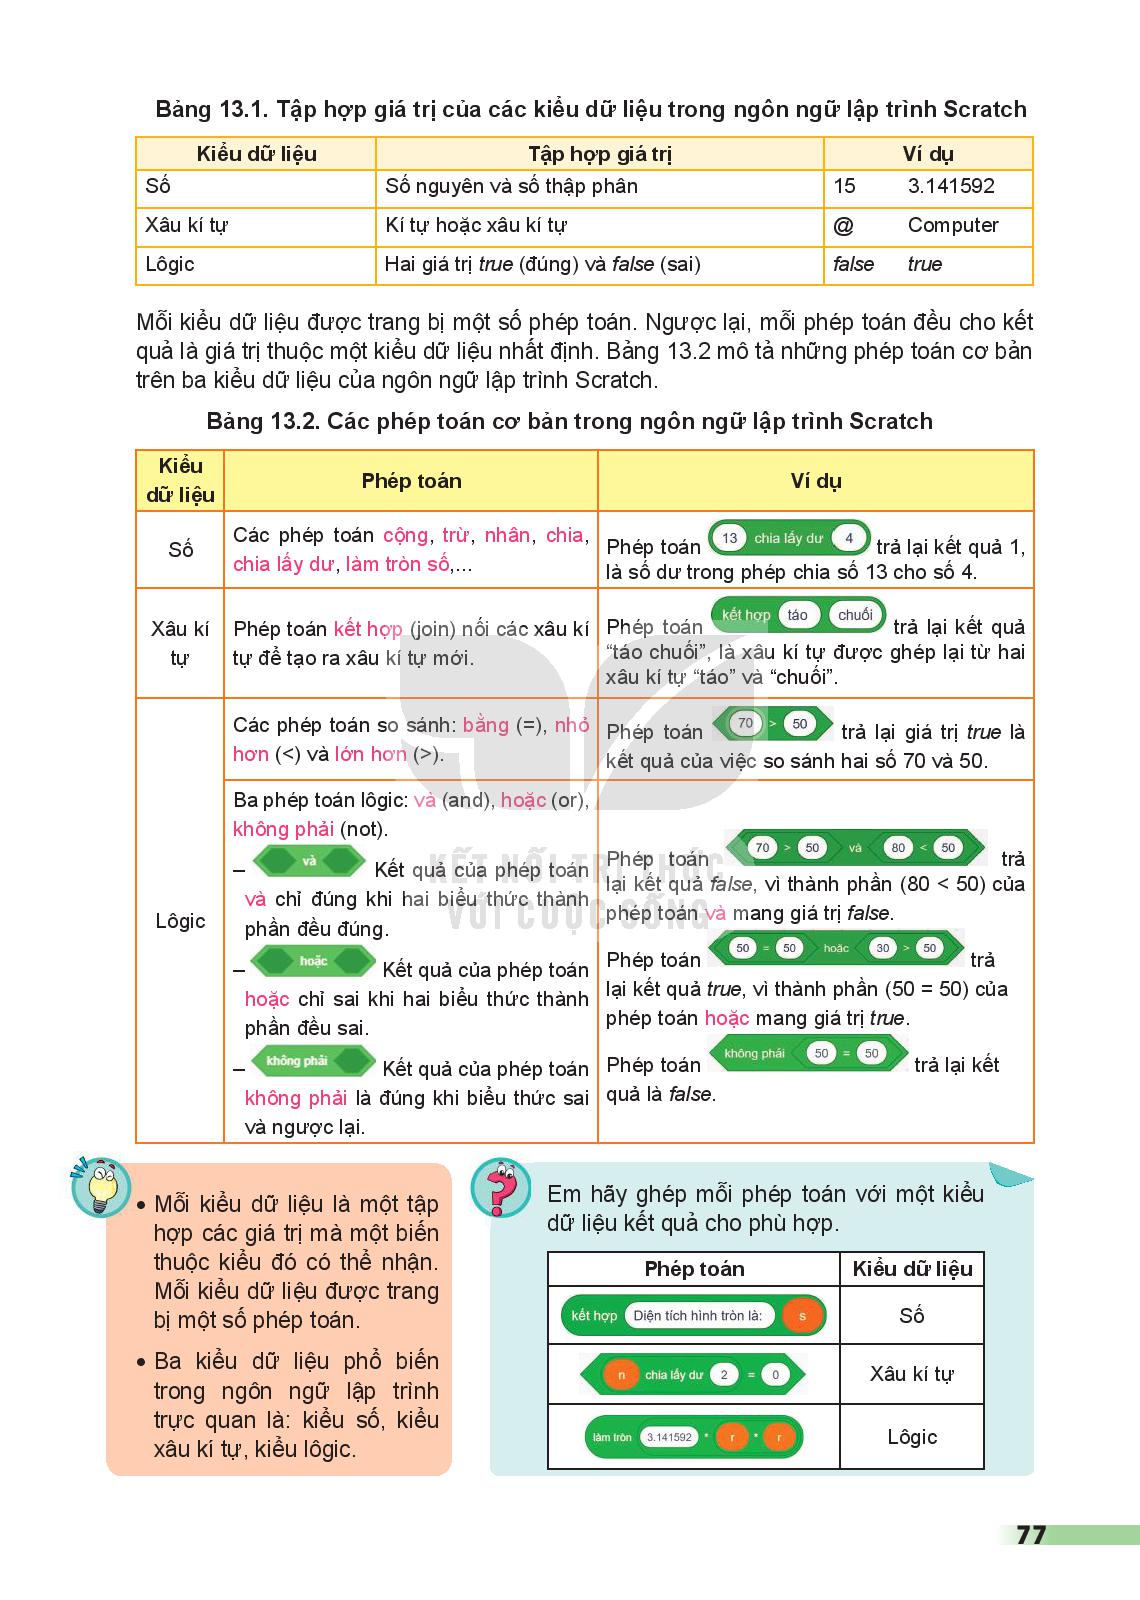 Bảng 13.1. Tập hợp giá trị của các kiểu dữ liệu trong ngôn ngữ lập trình Scratch
Kiểu dữ liệu Tập hợp giá trị Ví dụ
Số Số nguyên và số thập phân 15 3.141592
Xâu kí tự Kí tự hoặc xâu kí tự @ Computer
Lôgic Hai giá trị true (đúng) và false (sai) false true
Mỗi kiểu dữ liệu được trang bị một số phép toán. Ngược lại, mỗi phép toán đều cho kết
quả là giá trị thuộc một kiểu dữ liệu nhất định. Bảng 13.2 mô tả những phép toán cơ bản
trên ba kiểu dữ liệu của ngôn ngữ lập trình Scratch.
Bảng 13.2. Các phép toán cơ bản trong ngôn ngữ lập trình Scratch
Kiểu
dữ liệu
Phép toán
Ví dụ
Số
Các phép toán cộng, trừ, nhân, chia,
chia lấy dư, làm tròn số,...
Phép toán 13 chia lấy dư 4 trả lại kết quả 1,
là số dư trong phép chia số 13 cho số 4.
Xâu kí
tự
Phép toán kết hợp (join) nối các xâu kí
tự để tạo ra xâu kí tự mới.
Phép toán kết hợp táo chuối trả lại kết quả
“táo chuối”, là xâu kí tự được ghép lại từ hai
xâu kí tự “táo” và “chuối”.
Lôgic
Các phép toán so sánh: bằng (=), nhỏ
hơn (<) và lớn hơn (>).
Phép toán 70 > 50 trả lại giá trị true là
kết quả của việc so sánh hai số 70 và 50.
Ba phép toán lôgic: và (and), hoặc (or),
không phải (not).
– và Kết quả của phép toán
và chỉ đúng khi hai biểu thức thành
phần đều đúng.
– hoặc Kết quả của phép toán
hoặc chỉ sai khi hai biểu thức thành
phần đều sai.
– không phải Kết quả của phép toán
không phải là đúng khi biểu thức sai
và ngược lại.
Phép toán 70 > 50 và 80 < 50 trả
lại kết quả false, vì thành phần (80 < 50) của
phép toán và mang giá trị false.
Phép toán 50 = 50 hoặc 30 > 50 trả
lại kết quả true, vì thành phần (50 = 50) của
phép toán hoặc mang giá trị true.
Phép toán không phải 50 = 50 trả lại kết
quả là false.
KẾT NỐI TRI THỨC
VỚI CUỘC SỐNG
• Mỗi kiểu dữ liệu là một tập
hợp các giá trị mà một biến
thuộc kiểu đó có thể nhận.
Mỗi kiểu dữ liệu được trang
bị một số phép toán.
• Ba kiểu dữ liệu phổ biến
trong ngôn ngữ lập trình
trực quan là: kiểu số, kiểu
xâu kí tự, kiểu lôgic.
?
Em hãy ghép mỗi phép toán với một kiểu
dữ liệu kết quả cho phù hợp.
Phép toán Kiểu dữ liệu
kết hợp Diện tích hình tròn là: s Số
n chia lấy dư 2 = 0 Xâu kí tự
làm tròn 3.141592 * r * r Lôgic
77